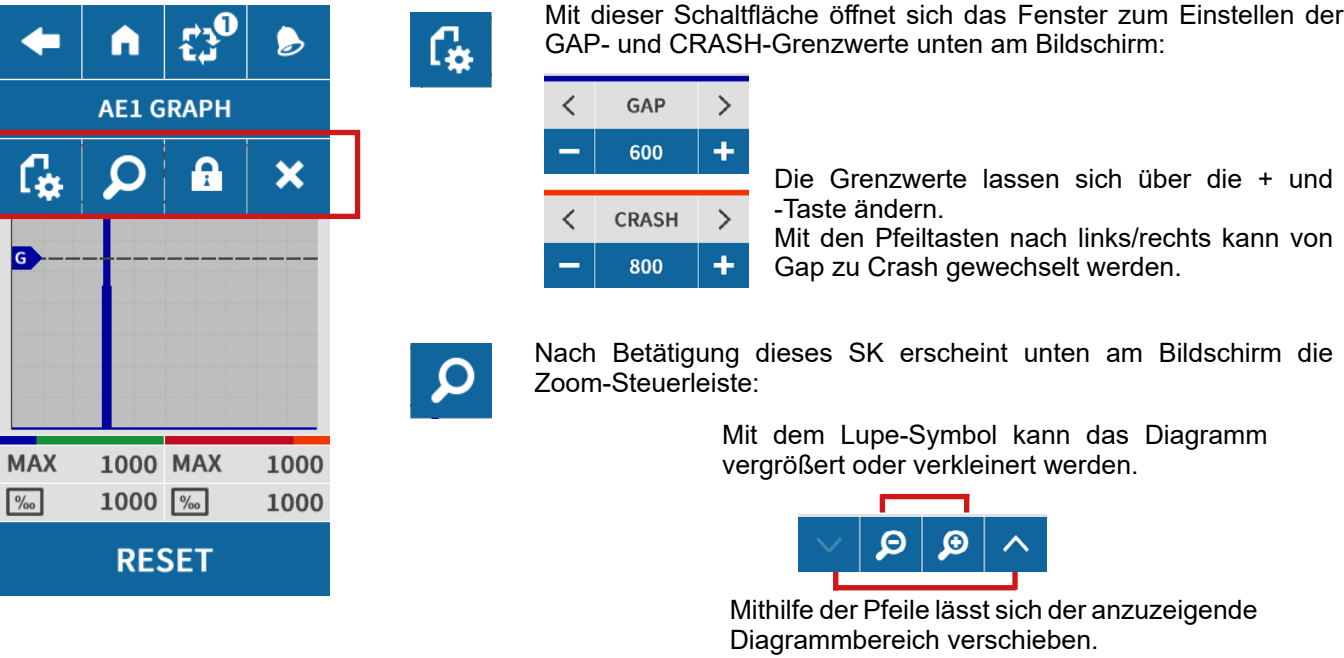 1
AE1 GRAPH
G
MAX 1000 MAX 1000
‰ 1000 ‰ 1000
RESET
Mit dieser Schaltfläche öffnet sich das Fenster zum Einstellen der
GAP- und CRASH-Grenzwerte unten am Bildschirm:
< GAP >
− 600 +
< CRASH >
− 800 +
Die Grenzwerte lassen sich über die + und
-Taste ändern.
Mit den Pfeiltasten nach links/rechts kann von
Gap zu Crash gewechselt werden.
Nach Betätigung dieses SK erscheint unten am Bildschirm die
Zoom-Steuerleiste:
Mit dem Lupe-Symbol kann das Diagramm
vergrößert oder verkleinert werden.
Mithilfe der Pfeile lässt sich der anzuzeigende
Diagrammbereich verschieben.